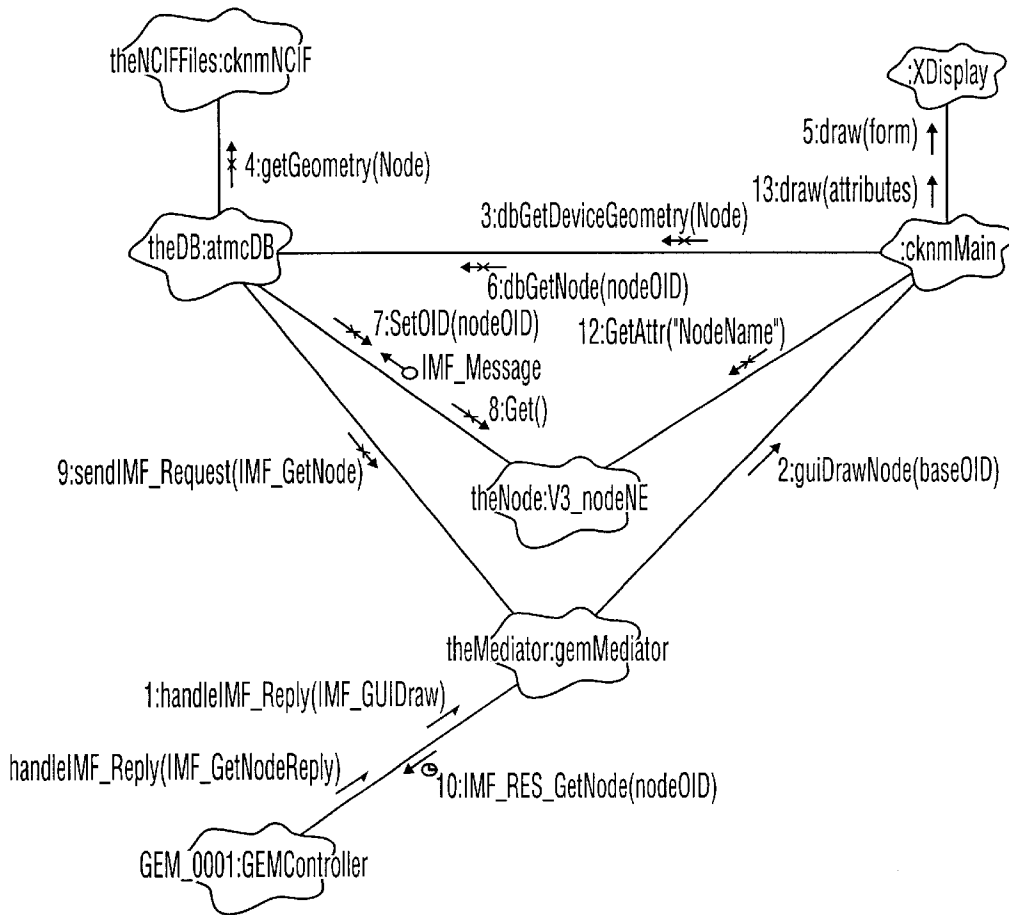 theNCIFFiles:cknmNCIF
:XDisplay
5:draw(form)
4:getGeometry(Node)
13:draw(attributes)
3:dbGetDeviceGeometry(Node)
theDB:atmcDB
:cknmMain
6:dbGetNode(nodeOID)
7:SetOID(nodeOID)
12:GetAttr("NodeName")
IMF_Message
8:Get()
9:sendIMF_Request(IMF_GetNode)
2:guiDrawNode(baseOID)
theNode:V3_nodeNE
theMediator:gemMediator
1:handleIMF_Reply(IMF_GUIDraw)
handleIMF_Reply(IMF_GetNodeReply)
10:IMF_RES_GetNode(nodeOID)
GEM_0001:GEMController